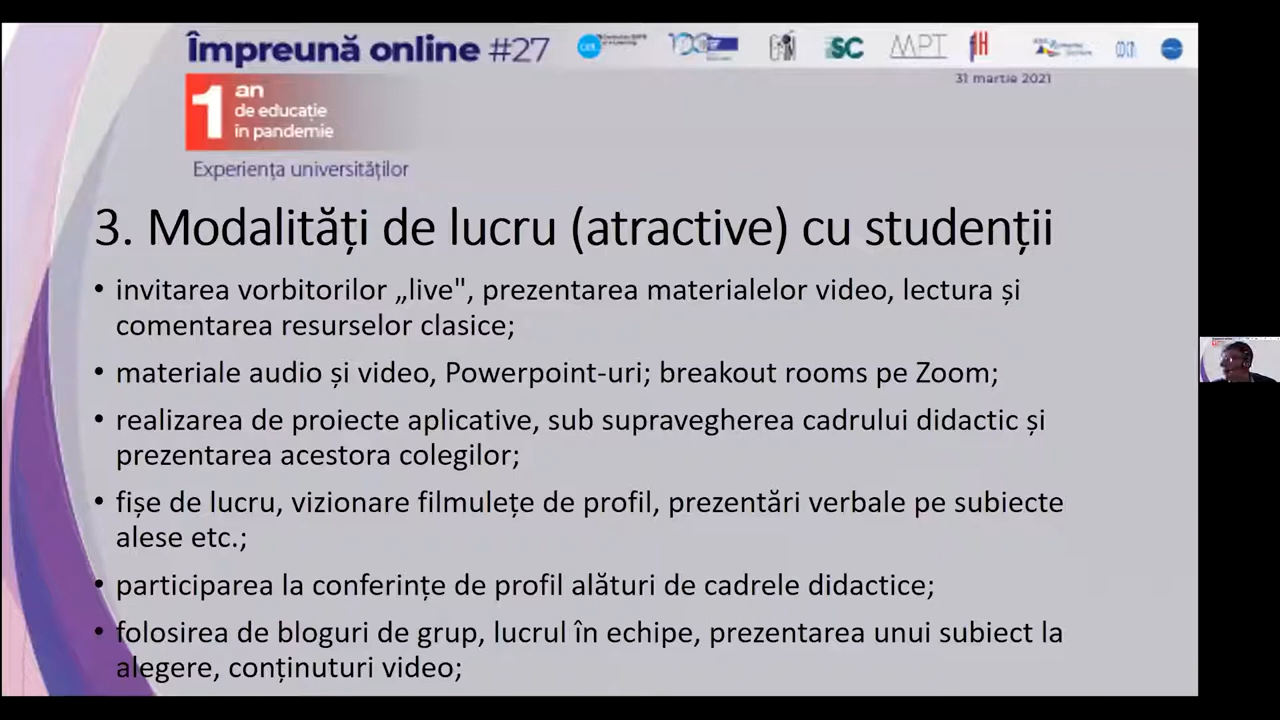 Împreună online #27
SC
MPT
31 martie 2021
1 an
de educație
in pandemie
Experiența universităților
3. Modalități de lucru (atractive) cu studenții
• invitarea vorbitorilor „live", prezentarea materialelor video, lectura și
comentarea resurselor clasice;
• materiale audio și video, Powerpoint-uri; breakout rooms pe Zoom;
• realizarea de proiecte aplicative, sub supravegherea cadrului didactic și
prezentarea acestora colegilor;
• fișe de lucru, vizionare filmulețe de profil, prezentări verbale pe subiecte
alese etc.;
• participarea la conferințe de profil alături de cadrele didactice;
• folosirea de bloguri de grup, lucrul în echipe, prezentarea unui subiect la
alegere, conținuturi video;